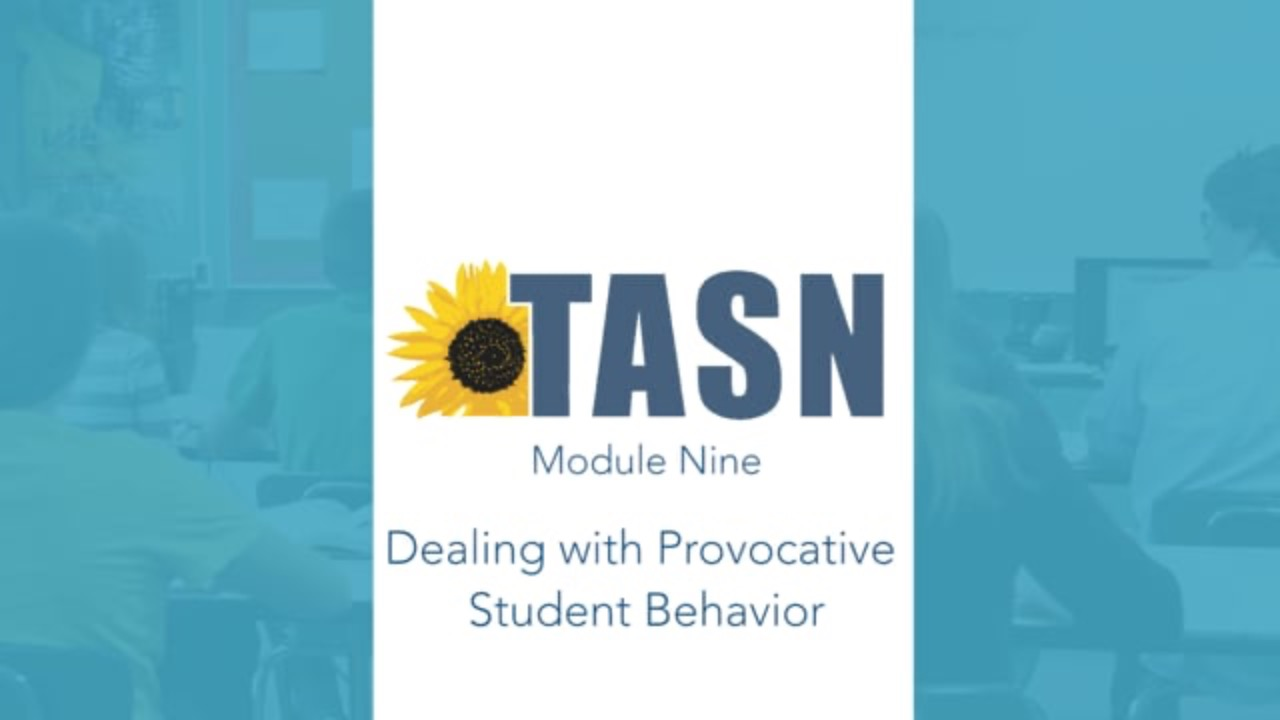 TASN
Module Nine
Dealing with Provocative
Student Behavior